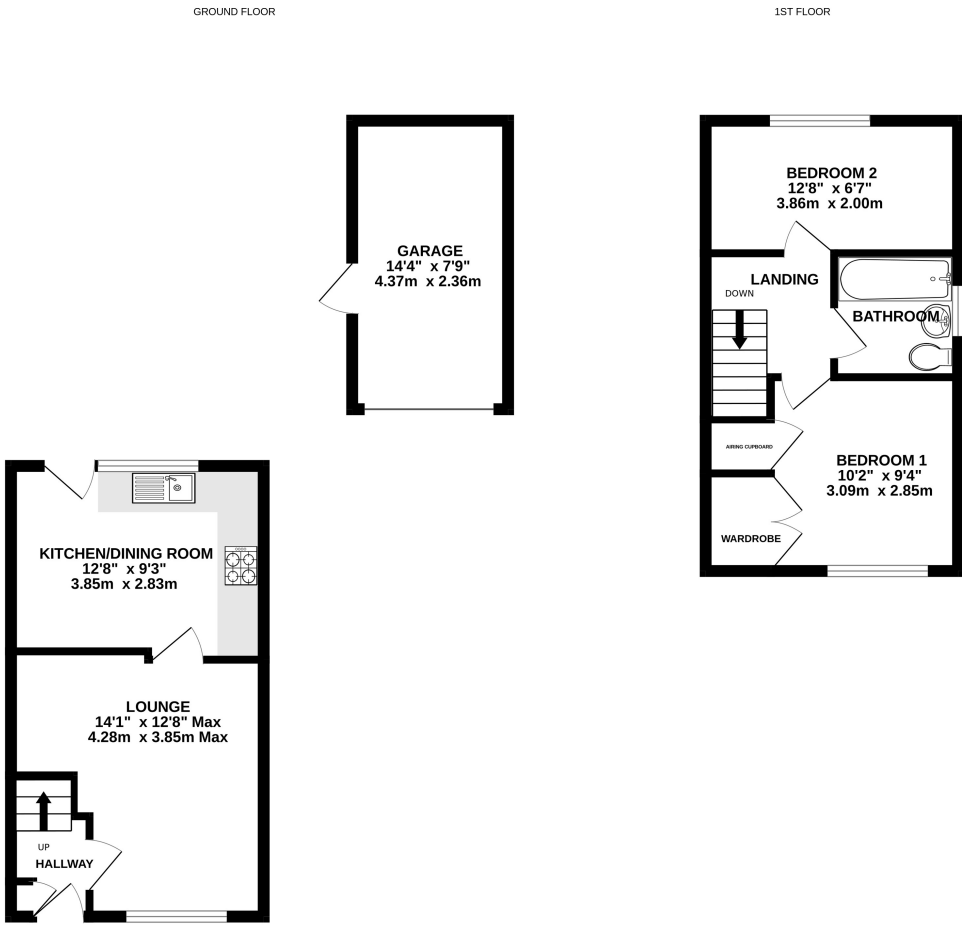 GROUND FLOOR
1ST FLOOR
GARAGE
14'4" x 7'9"
4.37m x 2.36m
KITCHEN/DINING ROOM
12'8" x 9'3"
3.85m x 2.83m
LOUNGE
14'1" x 12'8" Max
4.28m x 3.85m Max
UP
HALLWAY
BEDROOM 2
12'8" x 6'7"
3.86m x 2.00m
LANDING
DOWN
BATHROOM
AIRING CUPBOARD
BEDROOM 1
10'2" x 9'4"
3.09m x 2.85m
WARDROBE